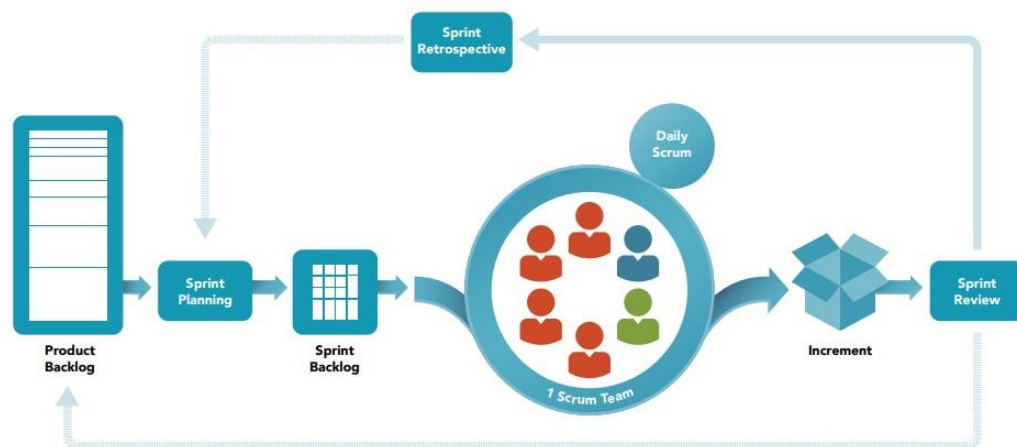 Sprint
Retrospective
Daily
Scrum
Sprint
Planning
Sprint
Review
Product
Backlog
Sprint
Backlog
1 Scrum Team
Increment